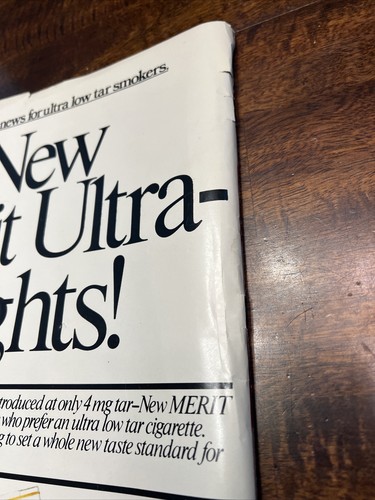 news for ultra low tar smokers.
New
it Ultra-
ghts!
troduced at only 4 mg tar–New MERIT
who prefer an ultra low tar cigarette.
g to set a whole new taste standard for